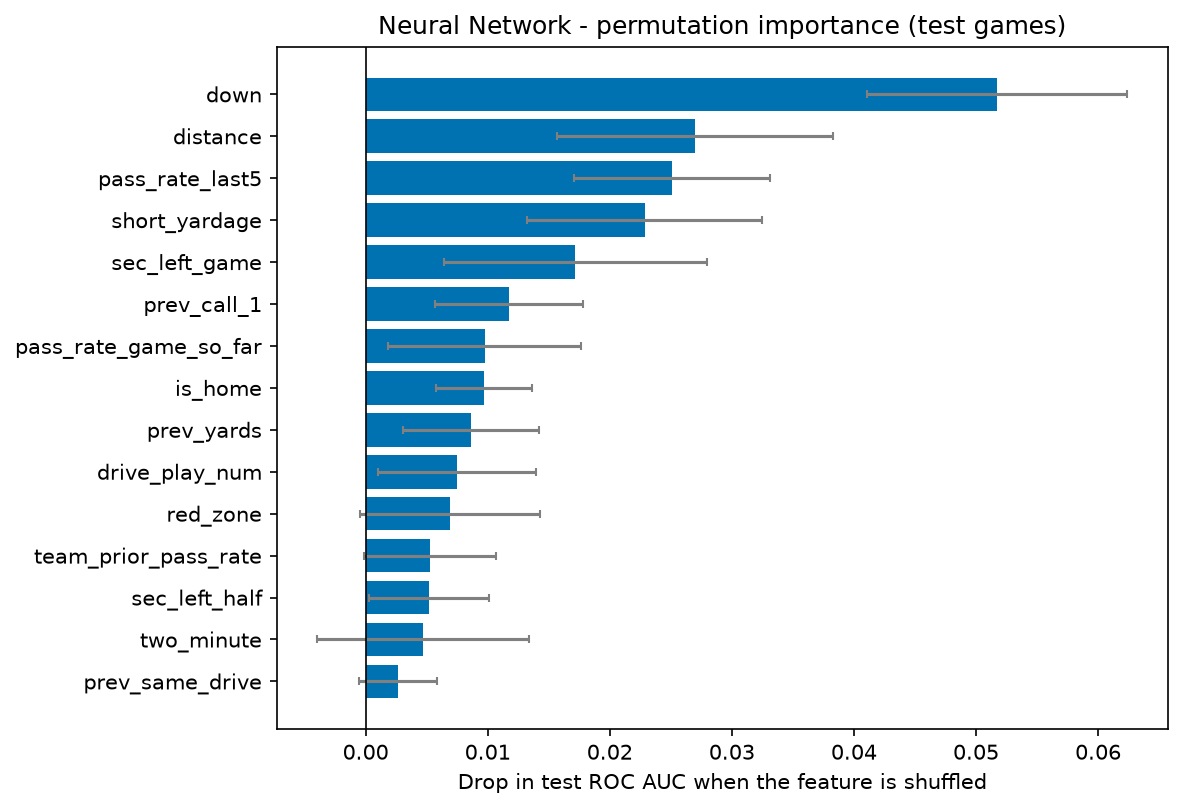 Neural Network - permutation importance (test games)
down
distance
pass_rate_last5
short_yardage
sec_left_game
prev_call_1
pass_rate_game_so_far
is_home
prev_yards
drive_play_num
red_zone
team_prior_pass_rate
sec_left_half
two_minute
prev_same_drive
0.00 0.01 0.02 0.03 0.04 0.05 0.06
Drop in test ROC AUC when the feature is shuffled